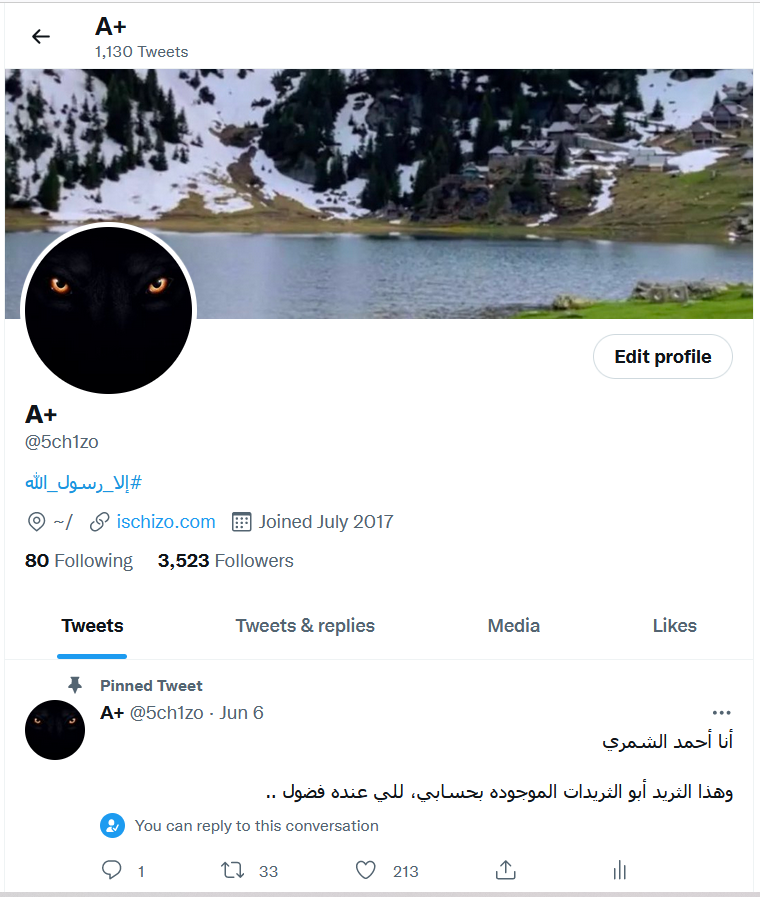 A+
1,130 Tweets
Edit profile
A+
@5ch1zo
#إلا_رسول_الله
~/ ischizo.com Joined July 2017
80 Following 3,523 Followers
Tweets Tweets & replies Media Likes
Pinned Tweet
A+ @5ch1zo · Jun 6
أنا أحمد الشمري
وهذا الثريد أبو الثريدات الموجوده بحسابي، للي عنده فضول ..
You can reply to this conversation
1 33 213